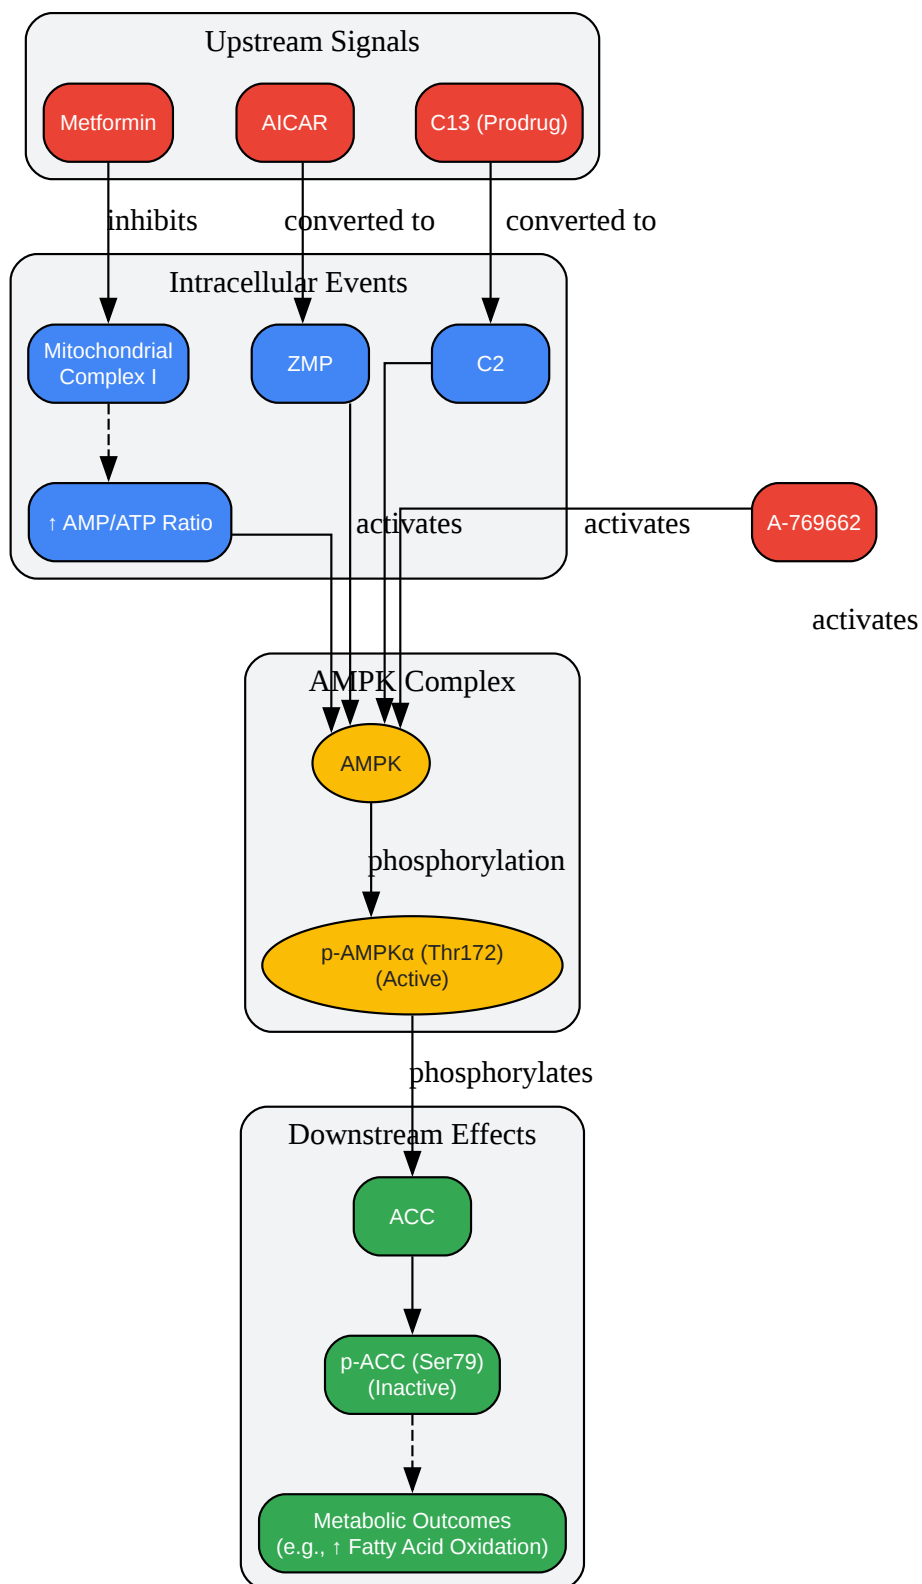 Upstream Signals
Metformin
AICAR
C13 (Prodrug)
inhibits
converted to
converted to
Intracellular Events
Mitochondrial
Complex I
ZMP
C2
↑ AMP/ATP Ratio
activates
activates
A-769662
activates
AMPK Complex
AMPK
phosphorylation
p-AMPKα (Thr172)
(Active)
phosphorylates
Downstream Effects
ACC
p-ACC (Ser79)
(Inactive)
Metabolic Outcomes
(e.g., ↑ Fatty Acid Oxidation)